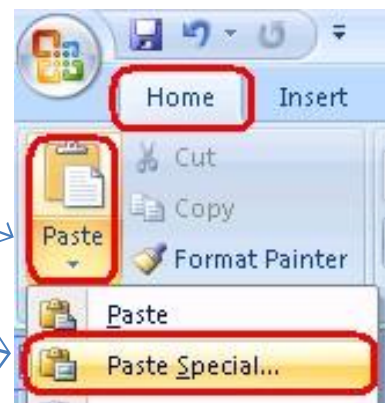 Home Insert
Cut
Copy
Paste
Format Painter
Paste
Paste Special...